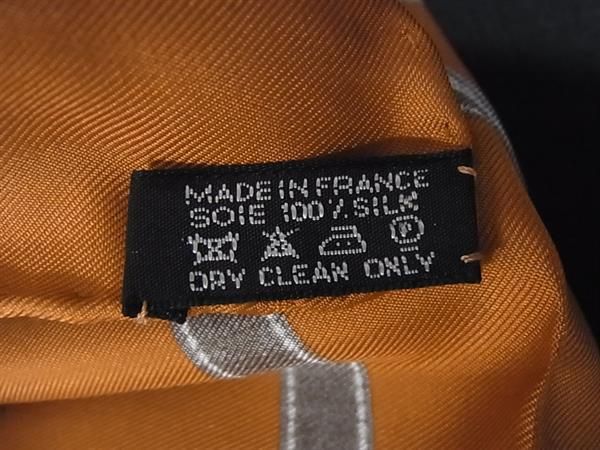 MADE IN FRANCE
SOIE 100% SILK
DRY CLEAN ONLY